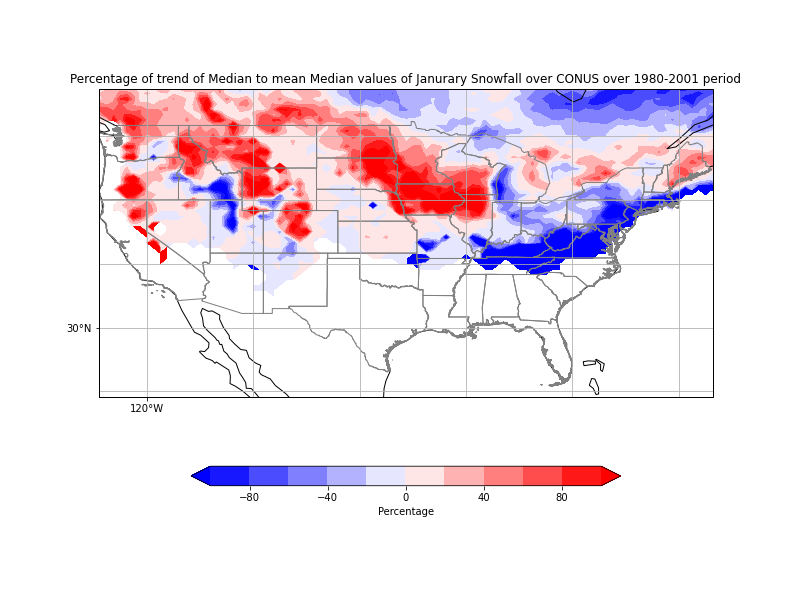 Percentage of trend of Median to mean Median values of Janurary Snowfall over CONUS over 1980-2001 period
30°N
120°W
−80 −40 0 40 80
Percentage